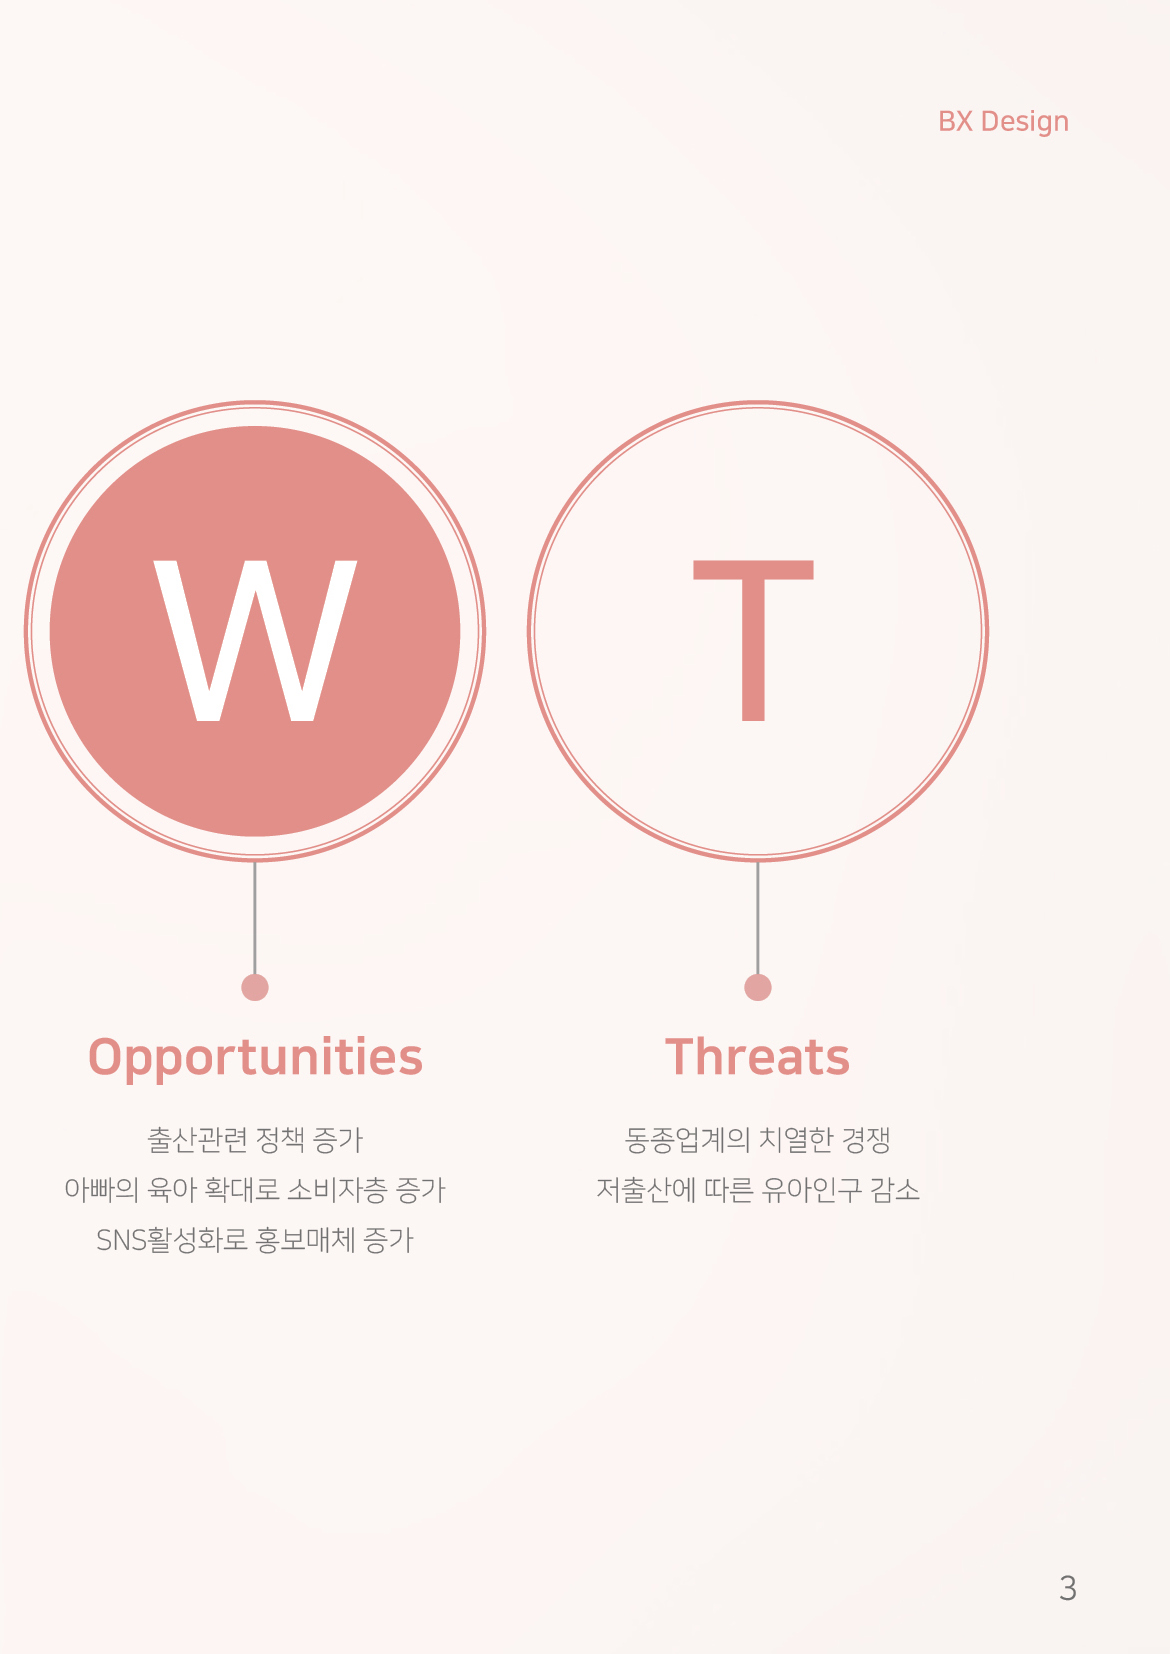 BX Design
W
T
Opportunities
출산관련 정책 증가
아빠의 육아 확대로 소비자층 증가
SNS활성화로 홍보매체 증가
Threats
동종업계의 치열한 경쟁
저출산에 따른 유아인구 감소
3